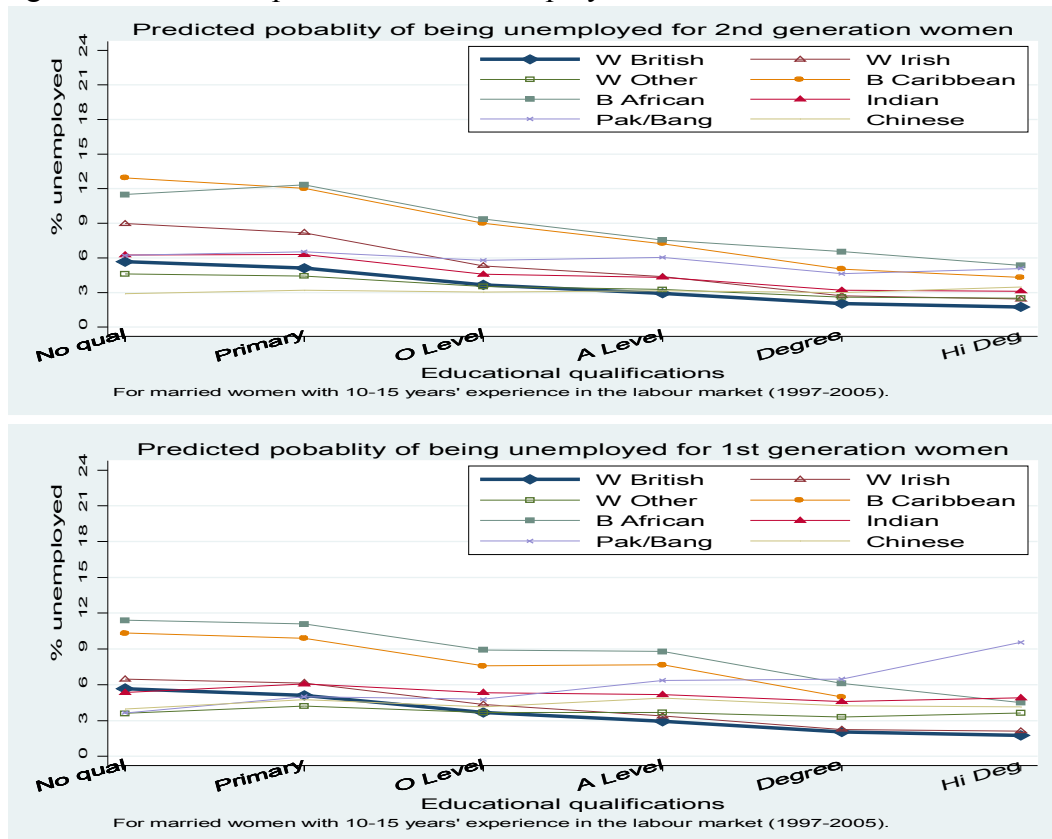 Predicted pobablity of being unemployed for 2nd generation women
W British W Irish
W Other B Caribbean
B African Indian
Pak/Bang Chinese
% unemployed
24
21
18
15
12
9
6
3
0
No qual Primary O Level A Level Degree Hi Deg
Educational qualifications
For married women with 10-15 years' experience in the labour market (1997-2005).
Predicted pobablity of being unemployed for 1st generation women
W British W Irish
W Other B Caribbean
B African Indian
Pak/Bang Chinese
% unemployed
24
21
18
15
12
9
6
3
0
No qual Primary O Level A Level Degree Hi Deg
Educational qualifications
For married women with 10-15 years' experience in the labour market (1997-2005).